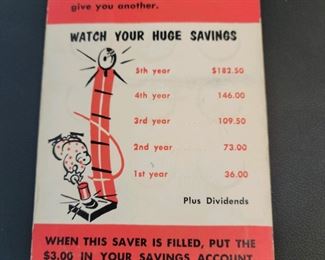 give you another.
WATCH YOUR HUGE SAVINGS
5th year $182.50
4th year 146.00
3rd year 109.50
2nd year 73.00
1st year 36.00
Plus Dividends
WHEN THIS SAVER IS FILLED, PUT THE
$3.00 IN YOUR SAVINGS ACCOUNT